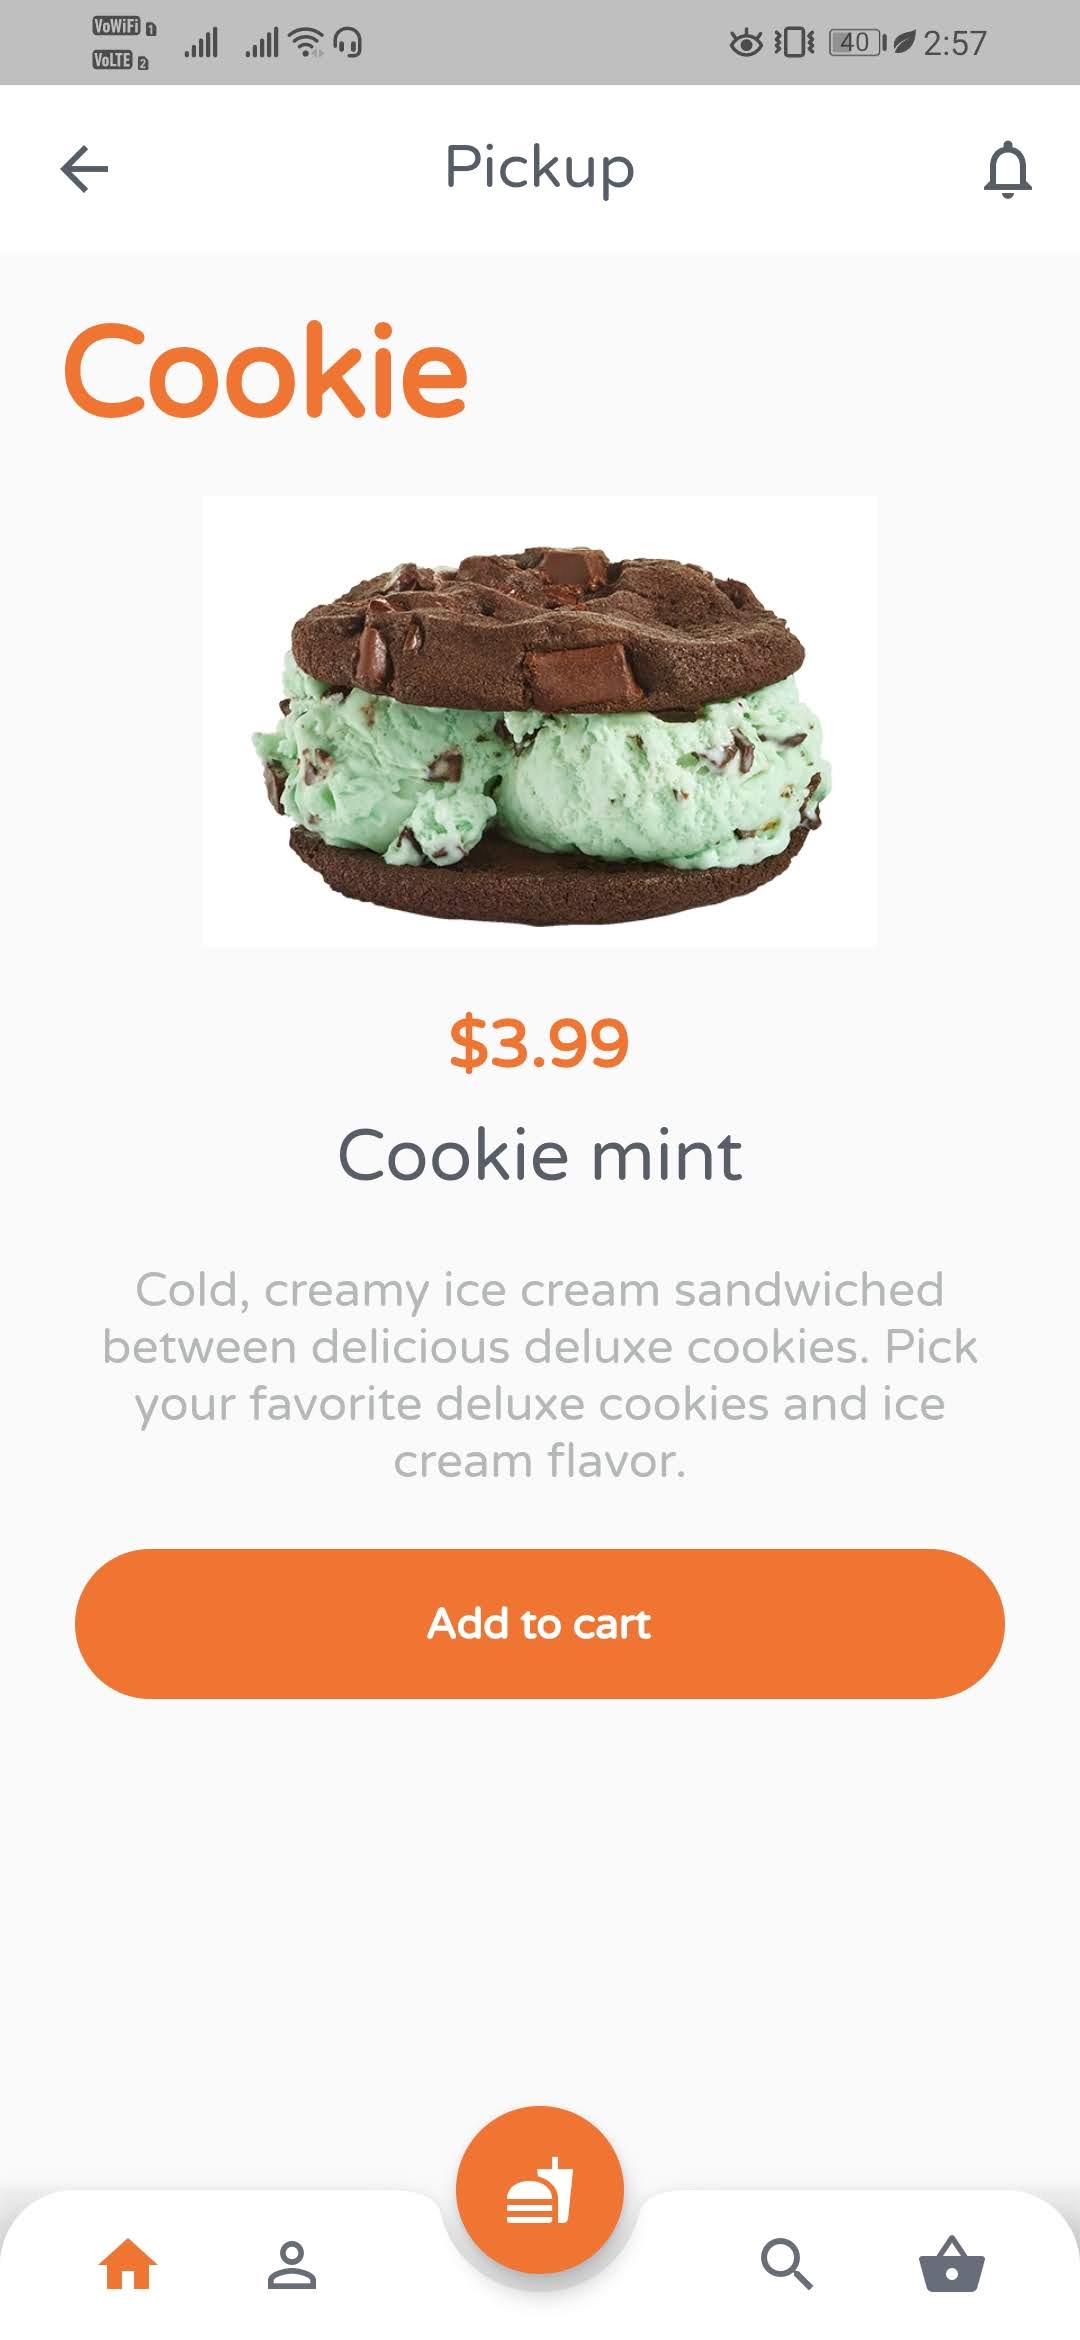 VoWiFi 1
VoLTE 2
40
2:57
Pickup
Cookie
$3.99
Cookie mint
Cold, creamy ice cream sandwiched
between delicious deluxe cookies. Pick
your favorite deluxe cookies and ice
cream flavor.
Add to cart